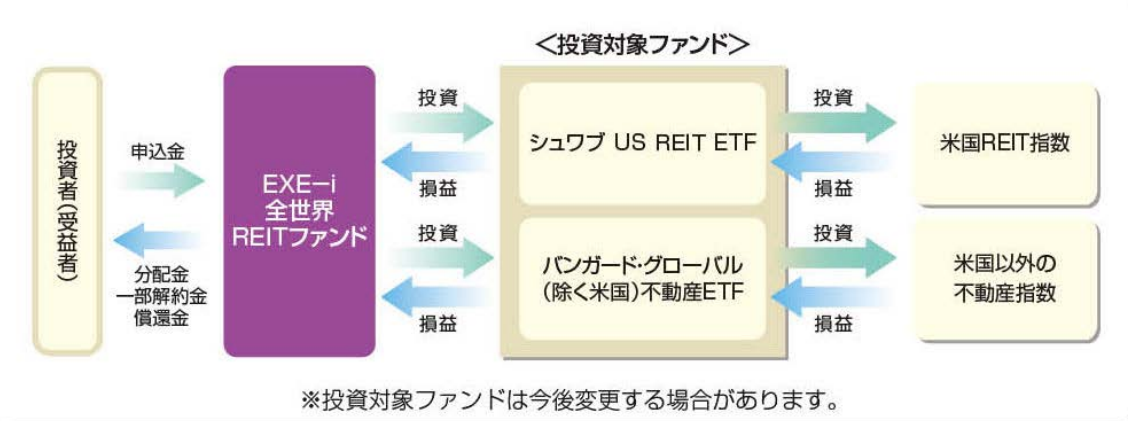 <投資対象ファンド>
投資者(受益者)
申込金
分配金
一部解約金
償還金
EXE-i
全世界
REITファンド
投資
損益
投資
損益
シュワブ US REIT ETF
バンガード・グローバル
(除く米国)不動産ETF
投資
損益
投資
損益
米国REIT指数
米国以外の
不動産指数
※投資対象ファンドは今後変更する場合があります。